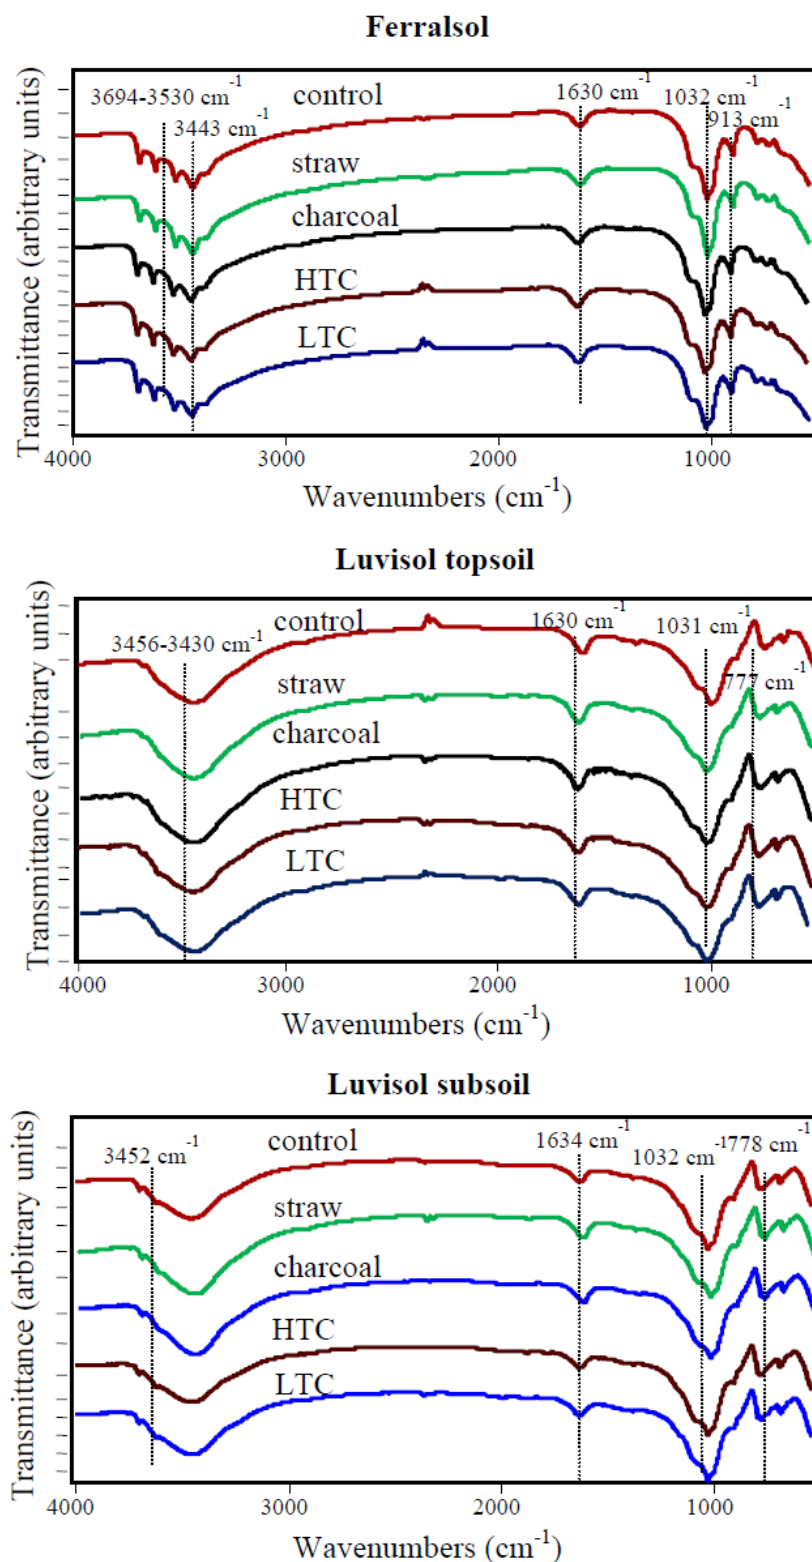 Ferralsol
3694-3530 cm-1
control
1630 cm-1
1032 cm-1
3443 cm-1
913 cm-1
straw
charcoal
HTC
LTC
Transmittance (arbitrary units)
4000
3000
2000
1000
Wavenumbers (cm-1)
Luvisol topsoil
control
1630 cm-1
1031 cm-1
3456-3430 cm-1
straw
777 cm-1
charcoal
HTC
LTC
Transmittance (arbitrary units)
4000
3000
2000
1000
Wavenumbers (cm-1)
Luvisol subsoil
3452 cm-1
control
1634 cm-1
1032 cm-1
778 cm-1
straw
charcoal
HTC
LTC
Transmittance (arbitrary units)
4000
3000
2000
1000
Wavenumbers (cm-1)